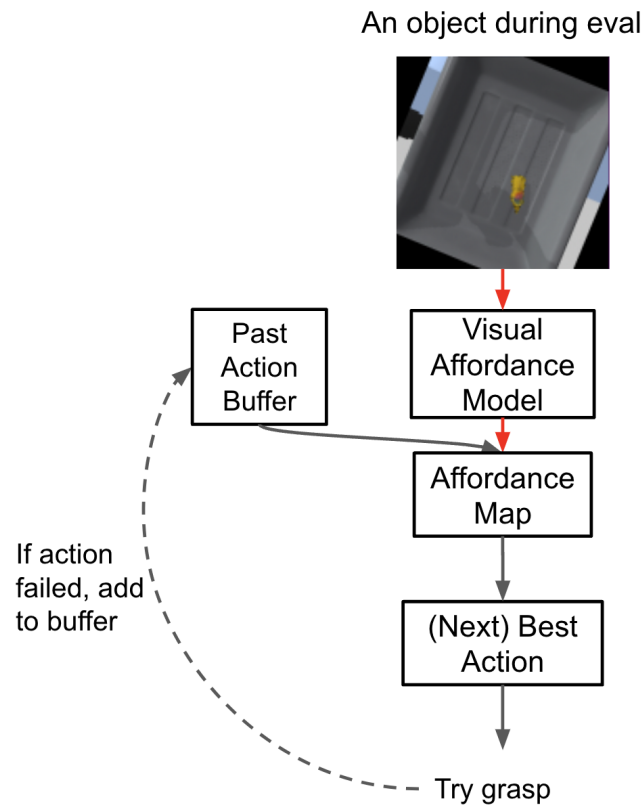 An object during eval
Past
Action
Buffer
Visual
Affordance
Model
Affordance
Map
If action
failed, add
to buffer
(Next) Best
Action
Try grasp